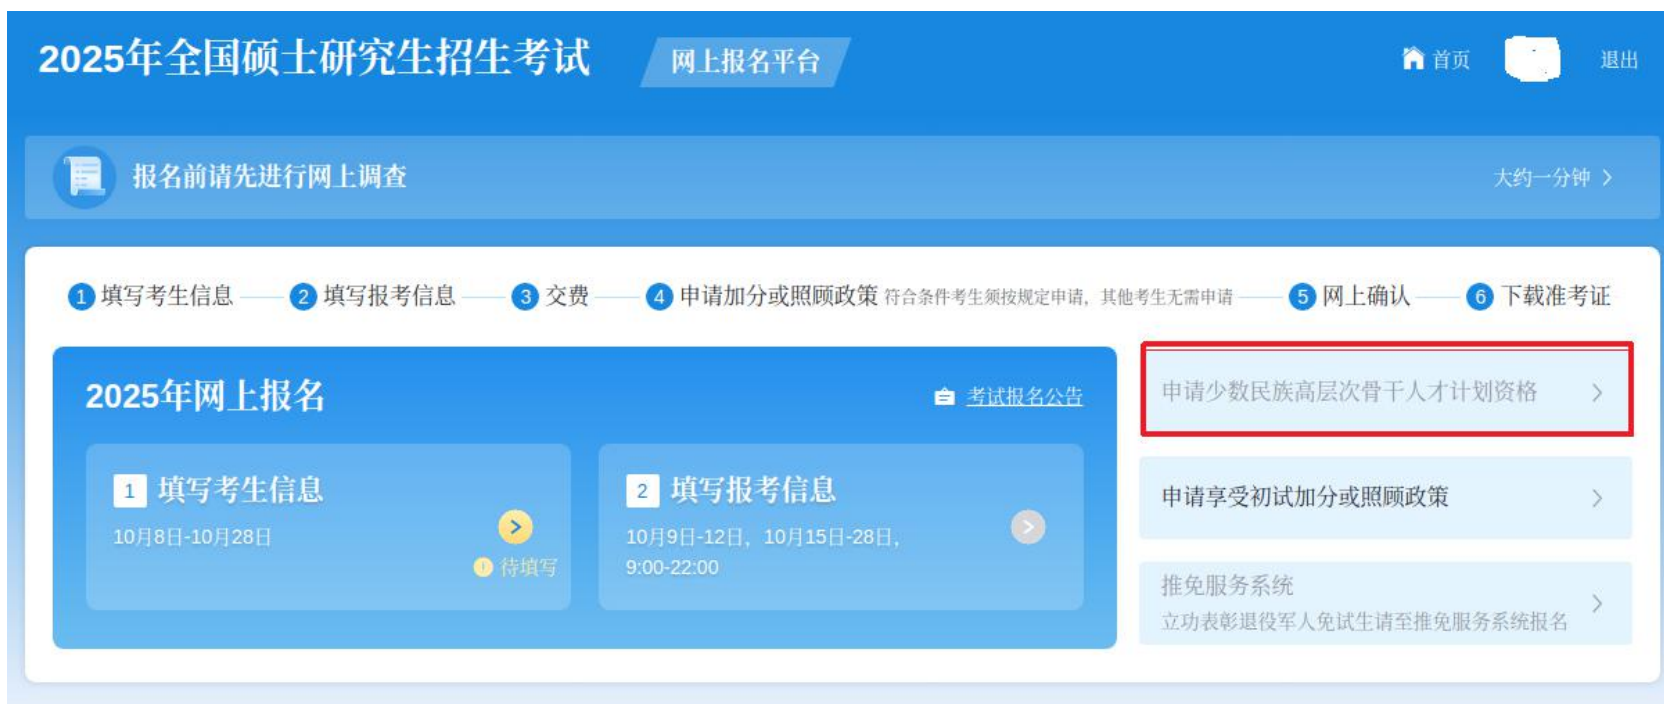 2025年全国硕士研究生招生考试
网上报名平台
首页
退出
报名前请先进行网上调查
大约一分钟
1 填写考生信息
2 填写报考信息
3 交费
4 申请加分或照顾政策 符合条件考生须按规定申请，其他考生无需申请
5 网上确认
6 下载准考证
2025年网上报名
考试报名公告
1 填写考生信息
10月8日-10月28日
待填写
2 填写报考信息
10月9日-12日，10月15日-28日，
9:00-22:00
申请少数民族高层次骨干人才计划资格
申请享受初试加分或照顾政策
推免服务系统
立功表彰退役军人免试生请至推免服务系统报名